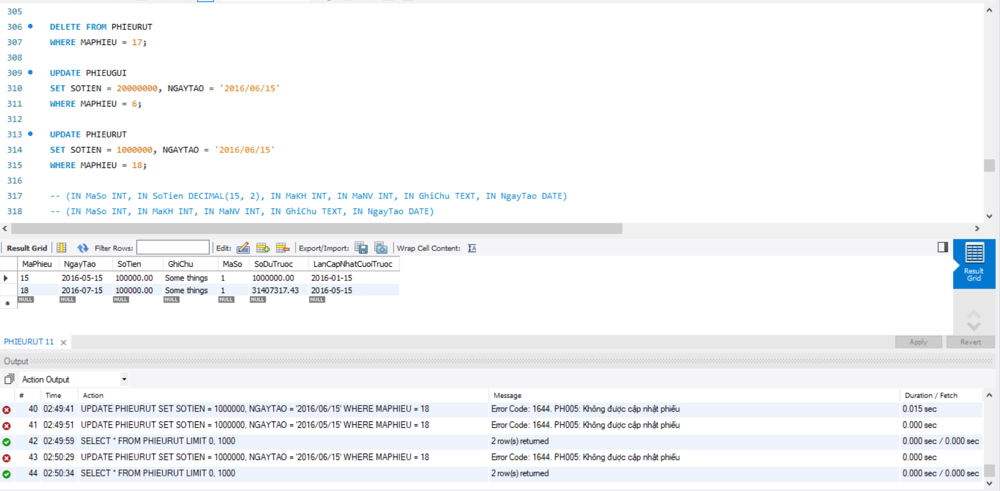 305
306 DELETE FROM PHIEURUT
307 WHERE MAPHIEU = 17;
308
309 UPDATE PHIEUGUI
310 SET SOTIEN = 20000000, NGAYTAO = '2016/06/15'
311 WHERE MAPHIEU = 6;
312
313 UPDATE PHIEURUT
314 SET SOTIEN = 1000000, NGAYTAO = '2016/06/15'
315 WHERE MAPHIEU = 18;
316
317 -- (IN MaSo INT, IN SoTien DECIMAL(15, 2), IN MaKH INT, IN MaNV INT, IN GhiChu TEXT, IN NgayTao DATE)
318 -- (IN MaSo INT, IN MaKH INT, IN MaNV INT, IN GhiChu TEXT, IN NgayTao DATE)
Result Grid Filter Rows: Edit: Export/Import: Wrap Cell Content: IA
MaPhieu NgayTao SoTien GhiChu MaSo SoDuTruoc LanCapNhatCuoiTruoc
15 2016-05-15 100000.00 Some things 1 1000000.00 2016-01-15
18 2016-07-15 100000.00 Some things 1 31407317.43 2016-05-15
NULL NULL NULL NULL NULL NULL NULL
Result
Grid
PHIEURUT 11 Apply Revert
Output
Action Output
# Time Action Message Duration / Fetch
40 02:49:41 UPDATE PHIEURUT SET SOTIEN = 1000000, NGAYTAO = '2016/06/15' WHERE MAPHIEU = 18 Error Code: 1644. PH005: Không được cập nhật phiếu 0.015 sec
41 02:49:51 UPDATE PHIEURUT SET SOTIEN = 1000000, NGAYTAO = '2016/05/15' WHERE MAPHIEU = 18 Error Code: 1644. PH005: Không được cập nhật phiếu 0.000 sec
42 02:49:59 SELECT * FROM PHIEURUT LIMIT 0, 1000 2 row(s) returned 0.000 sec / 0.000 sec
43 02:50:29 UPDATE PHIEURUT SET SOTIEN = 1000000, NGAYTAO = '2016/06/15' WHERE MAPHIEU = 18 Error Code: 1644. PH005: Không được cập nhật phiếu 0.000 sec
44 02:50:34 SELECT * FROM PHIEURUT LIMIT 0, 1000 2 row(s) returned 0.000 sec / 0.000 sec